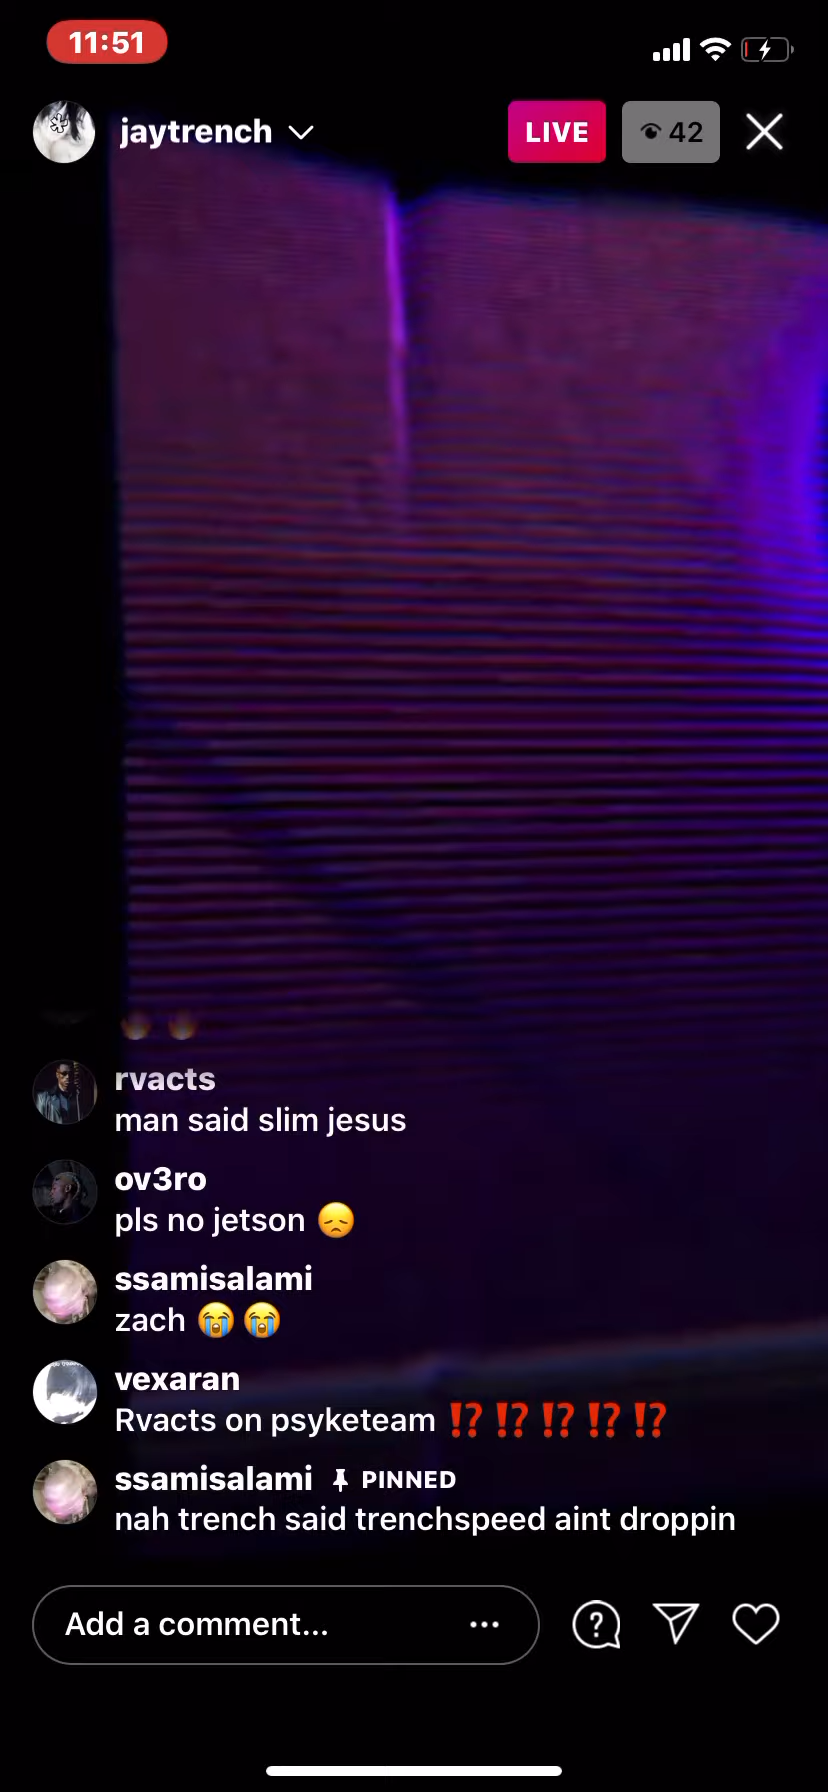 11:51
jaytrench
LIVE
42
rvacts
man said slim jesus
ov3ro
pls no jetson 😞
ssamisalami
zach 😭😭
vexaran
Rvacts on psyketeam ⁉️⁉️⁉️⁉️⁉️
ssamisalami PINNED
nah trench said trenchspeed aint droppin
Add a comment...